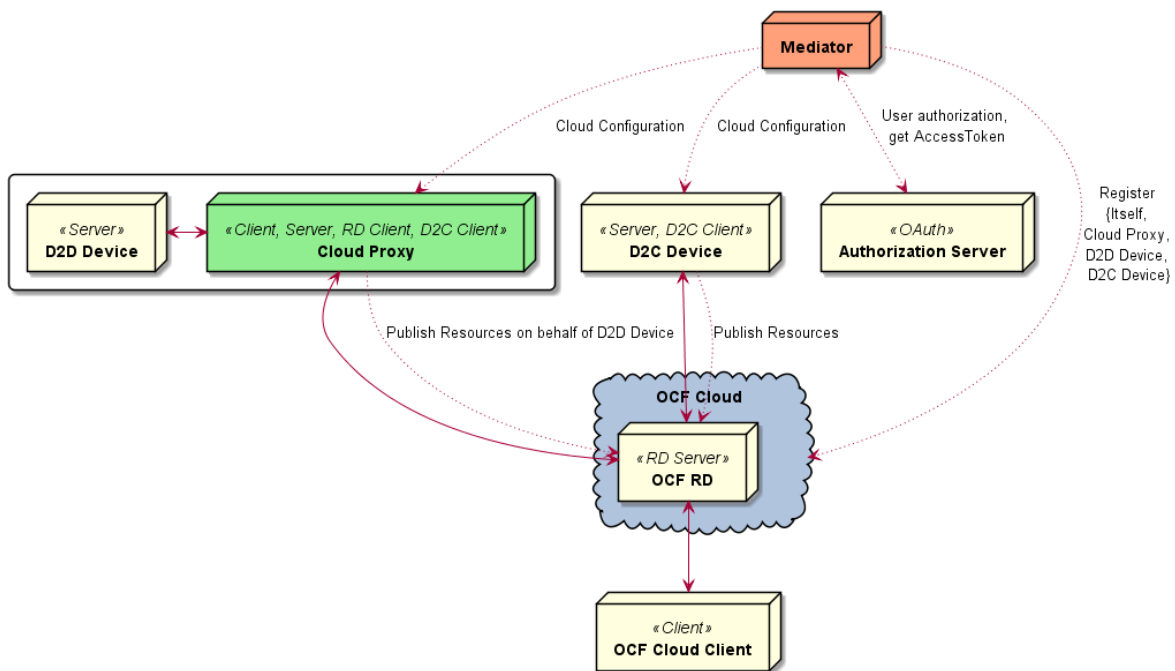 Mediator
Cloud Configuration
Cloud Configuration
User authorization,
get AccessToken
Register
{Itself,
Cloud Proxy,
D2D Device,
D2C Device}
«Server»
D2D Device
«Client, Server, RD Client, D2C Client»
Cloud Proxy
«Server, D2C Client»
D2C Device
«OAuth»
Authorization Server
Publish Resources on behalf of D2D Device
Publish Resources
OCF Cloud
«RD Server»
OCF RD
«Client»
OCF Cloud Client